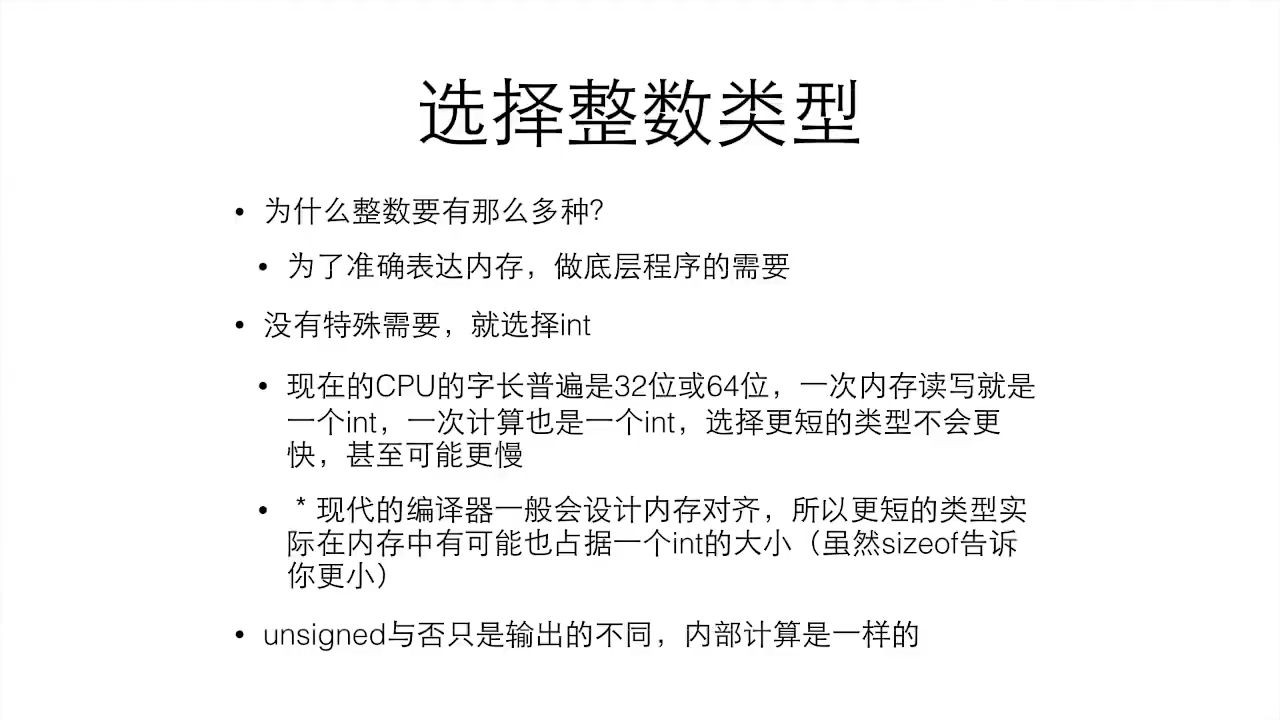 选择整数类型
• 为什么整数要有那么多种？
• 为了准确表达内存，做底层程序的需要
• 没有特殊需要，就选择int
• 现在的CPU的字长普遍是32位或64位，一次内存读写就是
一个int，一次计算也是一个int，选择更短的类型不会更
快，甚至可能更慢
• * 现代的编译器一般会设计内存对齐，所以更短的类型实
际在内存中有可能也占据一个int的大小（虽然sizeof告诉
你更小）
• unsigned与否只是输出的不同，内部计算是一样的